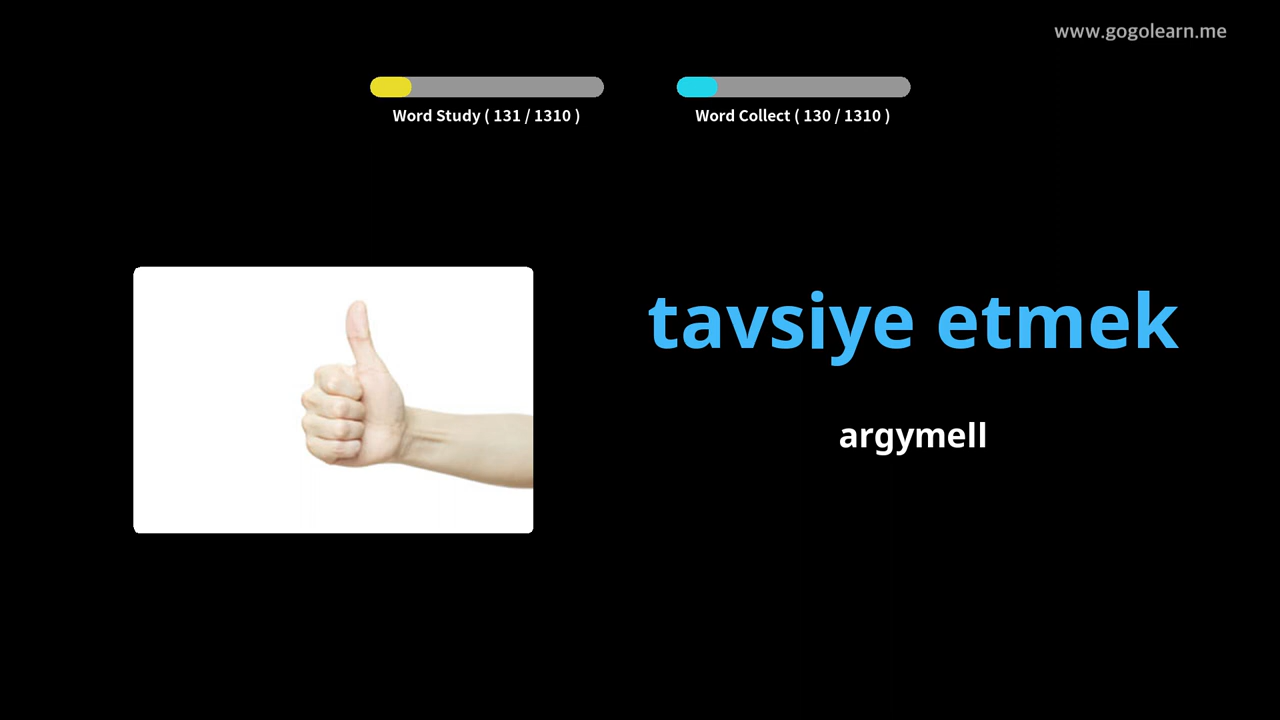 www.gogolearn.me
Word Study ( 131 / 1310 )
Word Collect ( 130 / 1310 )
tavsiye etmek
argymell